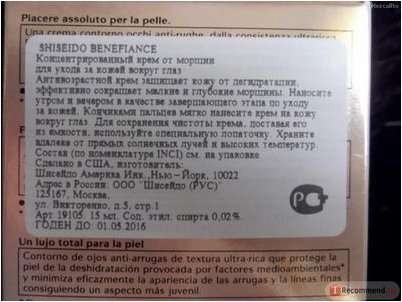 Mescalito
Piacere assoluto per la pelle.
Una crema contorno occhi anti-rughe, dalla consistenza ultraricca
SHISEIDO BENEFIANCE
Концентрированный крем от морщин
для ухода за кожей вокруг глаз
Антивозрастной крем защищает кожу от дегидратации,
эффективно сокращает мелкие и глубокие морщины. Наносите
утром и вечером в качестве завершающего этапа по уходу
за кожей. Кончиками пальцев мягко нанесите крем на кожу
вокруг глаз. Для сохранения чистоты крема, доставая его
из емкости, используйте специальную лопаточку. Храните
вдалеке от прямых солнечных лучей и высоких температур.
Состав (по номенклатуре INCI) см. на упаковке
Сделано в США, изготовитель:
Шисейдо Америка Инк.,Нью-Йорк, 10022
Адрес в России: ООО "Шисейдо (РУС)"
125167, Москва,
ул. Викторенко, д.5, стр.1
Арт 19105. 15 мл. Сод. этил. спирта 0,02%.
ГОДЕН ДО: 01.05.2016
Un lujo total para la piel
Contorno de ojos anti-arrugas de textura ultra-rica que protege la
piel de la deshidratación provocada por factores medioambientales*
y minimiza eficazmente la apariencia de las arrugas y la líneas finas
consiguiendo un aspecto más juvenil.
I Recommend